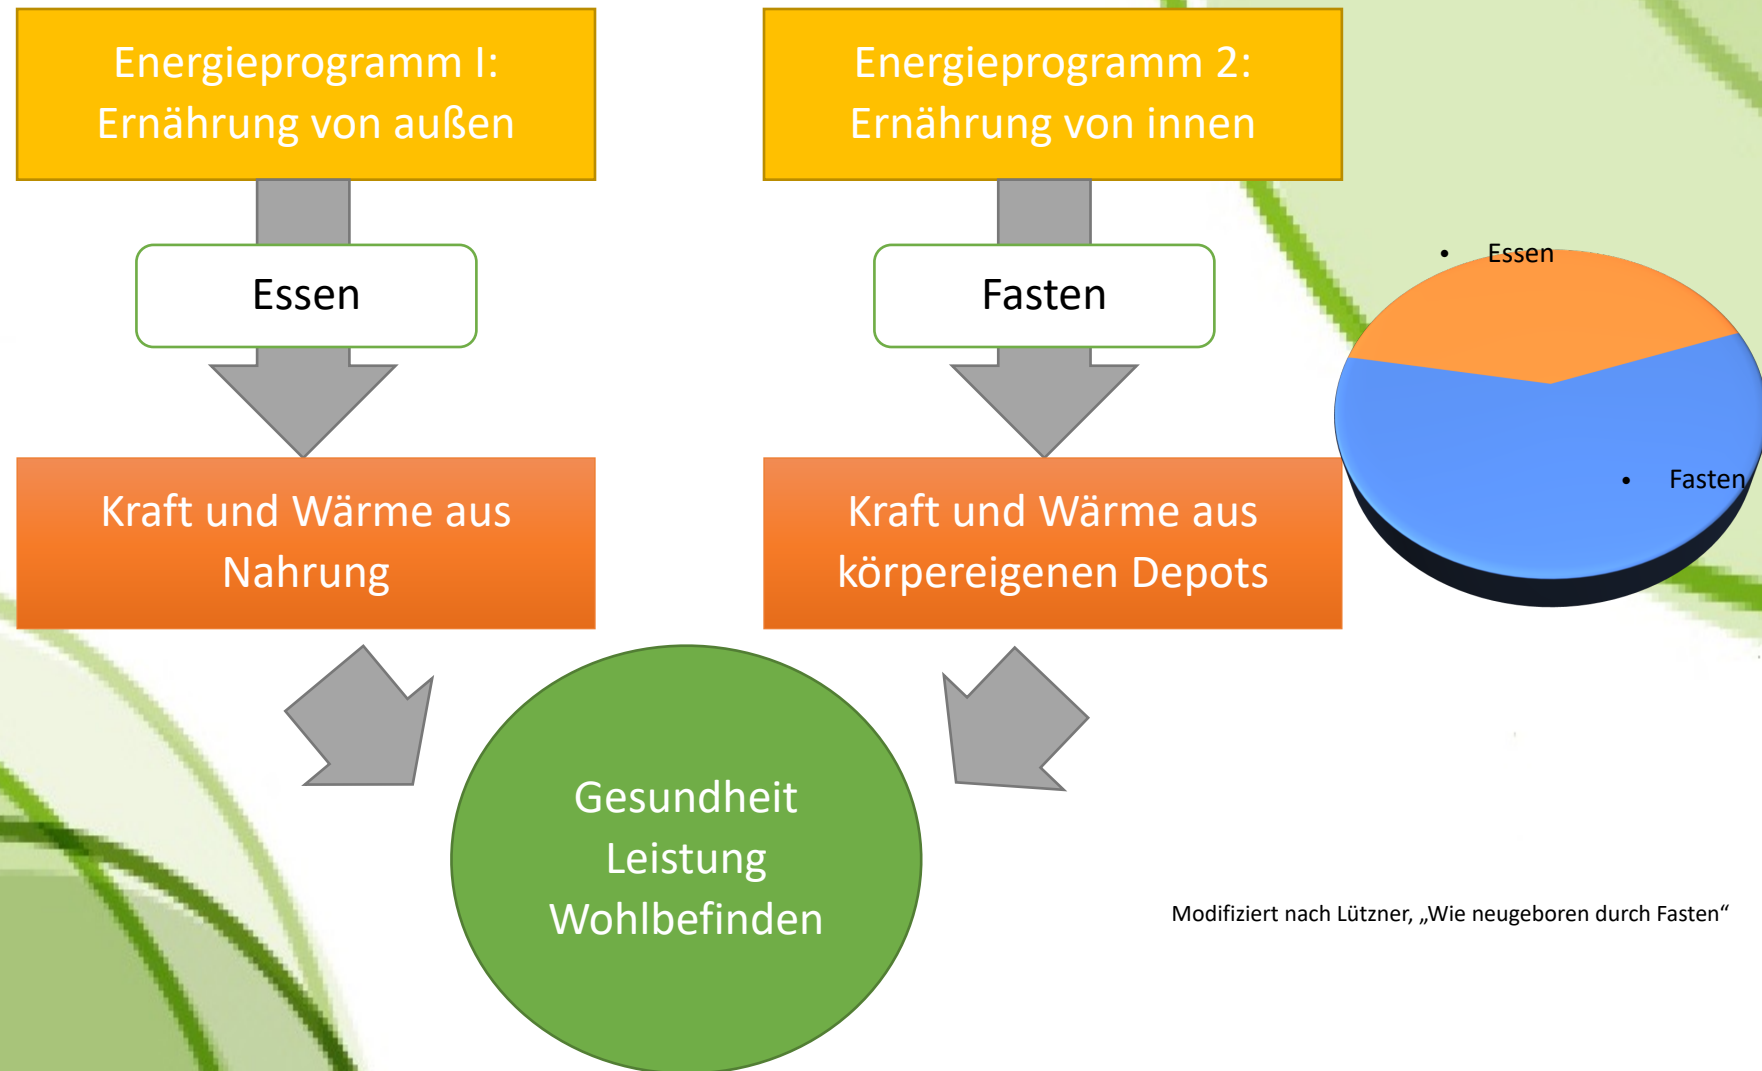 Energieprogramm I:
Ernährung von außen
Essen
Kraft und Wärme aus
Nahrung
Energieprogramm 2:
Ernährung von innen
Fasten
Kraft und Wärme aus
körpereigenen Depots
Gesundheit
Leistung
Wohlbefinden
• Essen
• Fasten
Modifiziert nach Lützner, „Wie neugeboren durch Fasten“